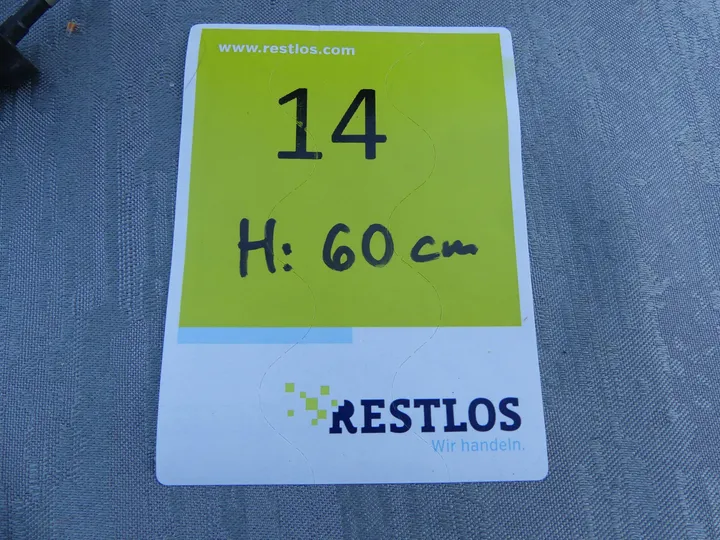 www.restlos.com
14
H: 60 cm
RESTLOS
Wir handeln.